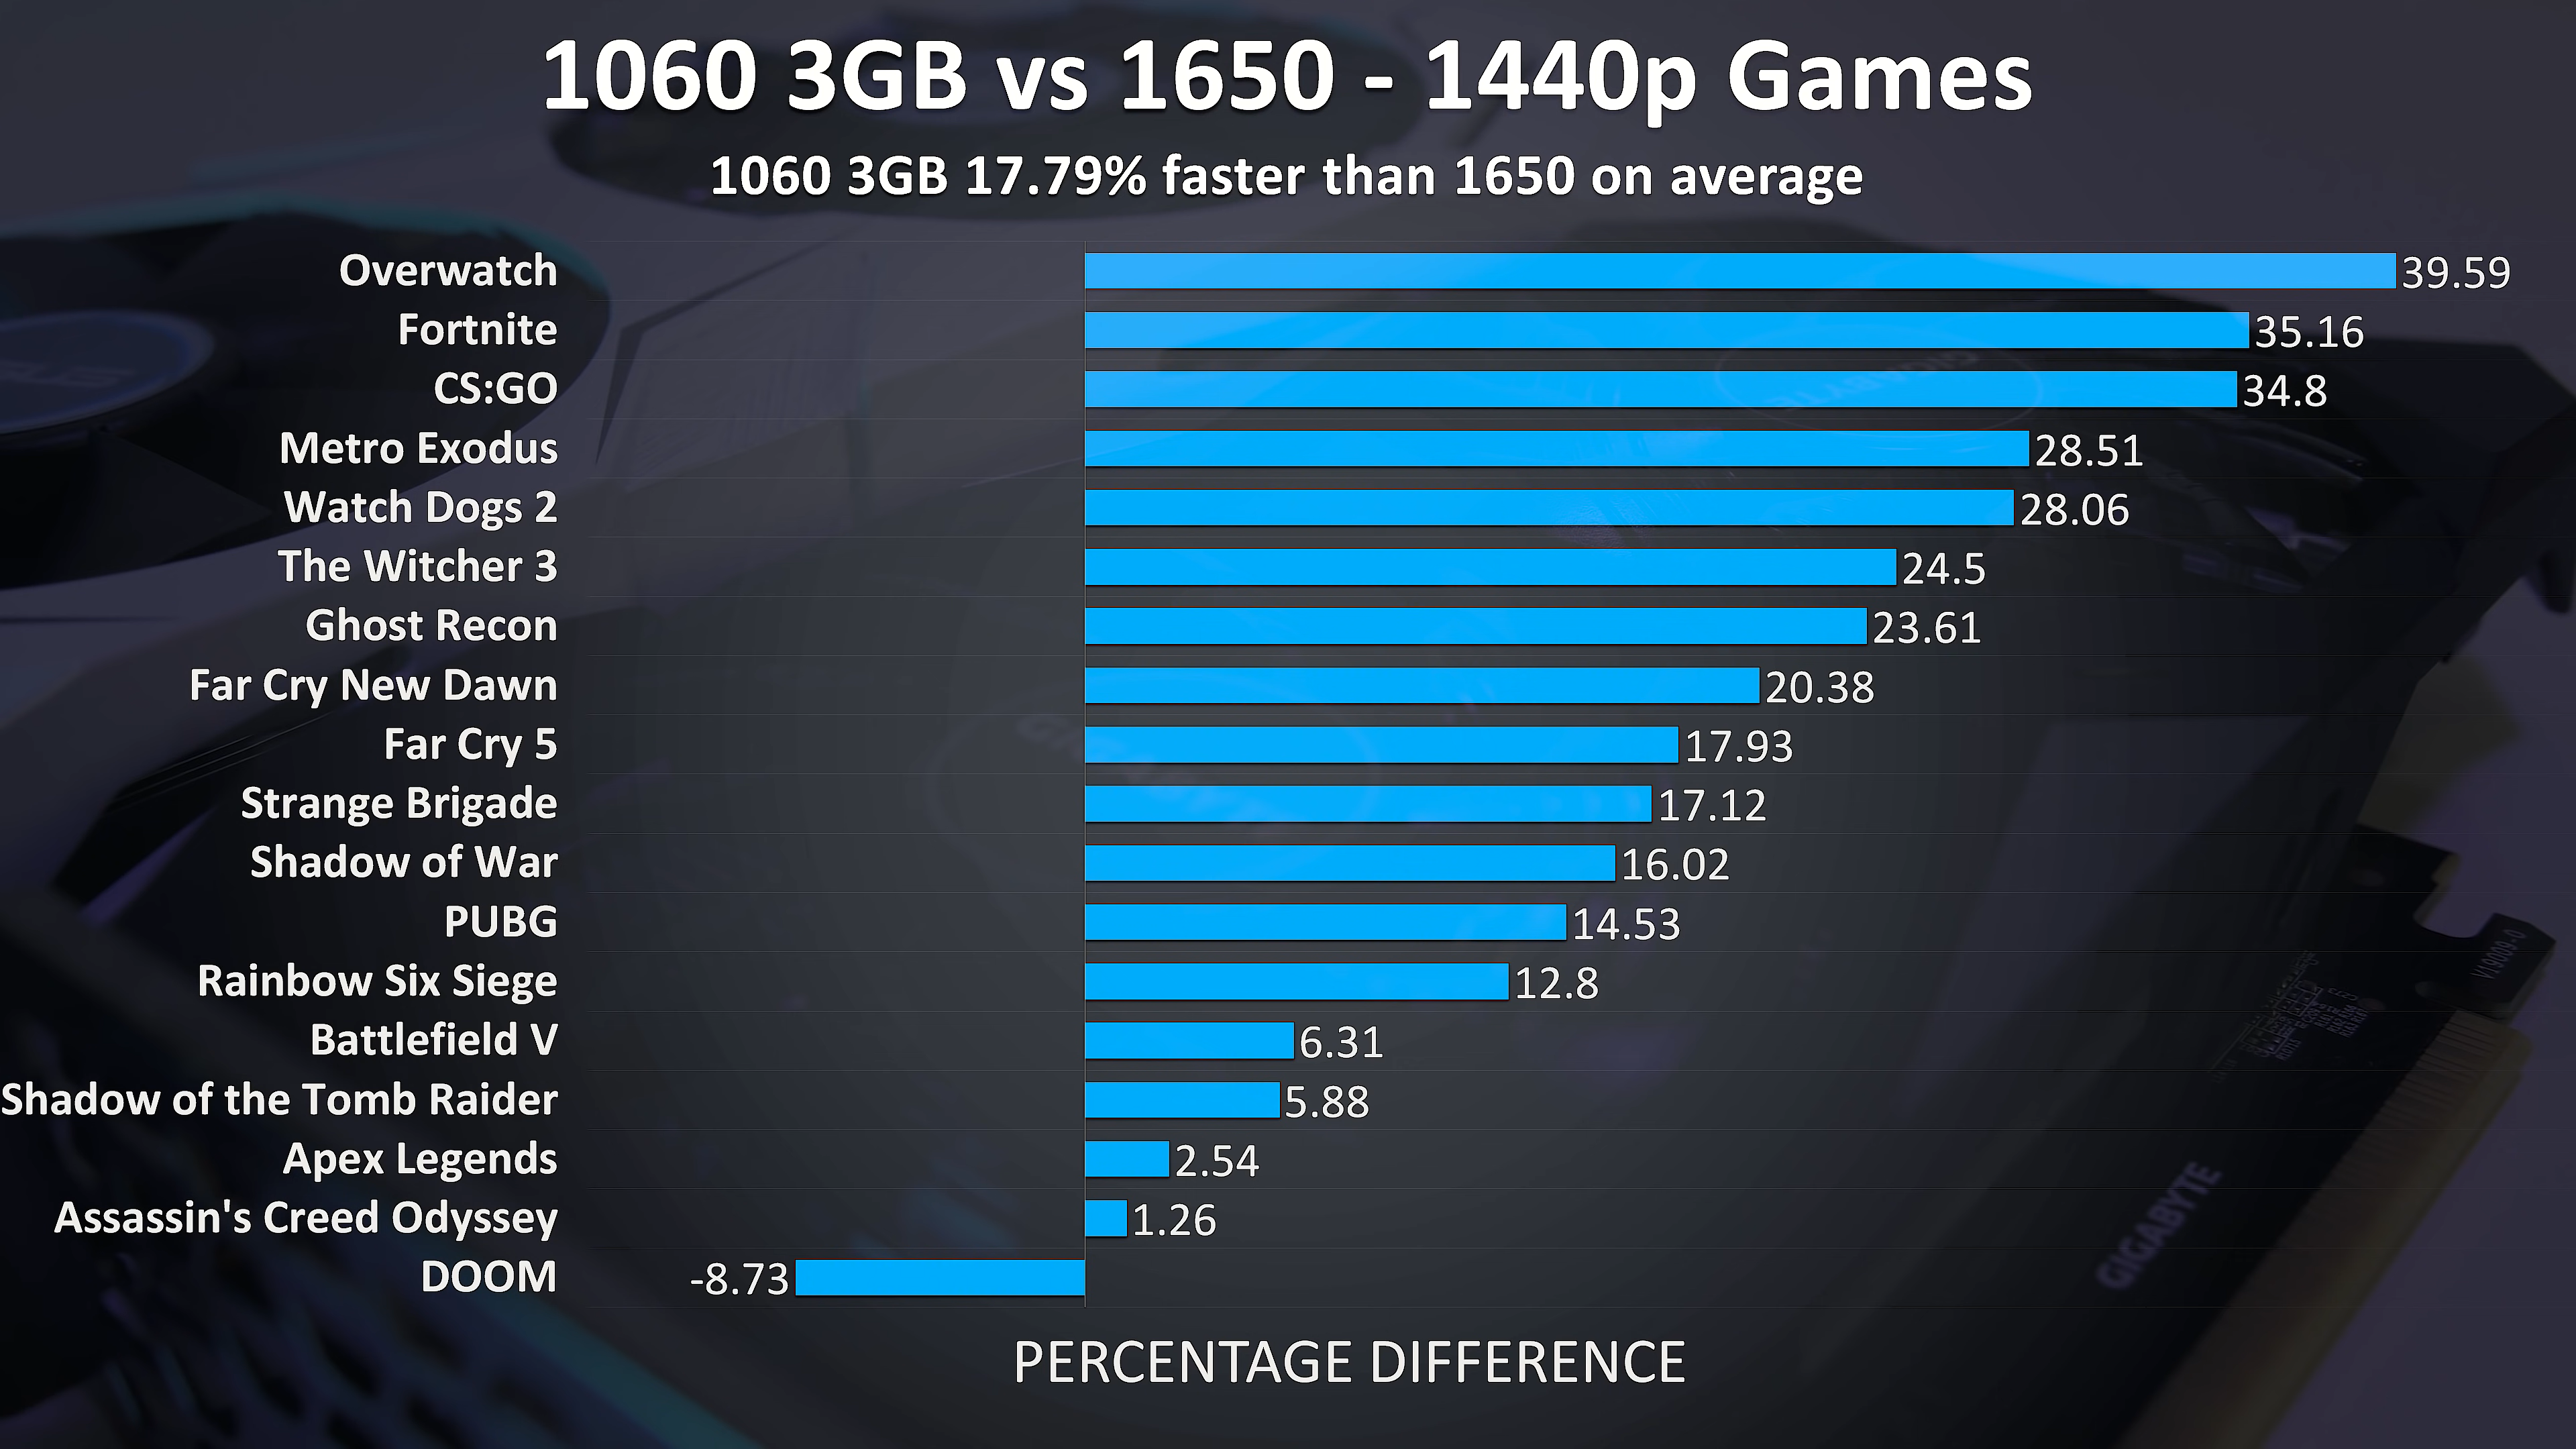 1060 3GB vs 1650 - 1440p Games
1060 3GB 17.79% faster than 1650 on average
Overwatch 39.59
Fortnite 35.16
CS:GO 34.8
Metro Exodus 28.51
Watch Dogs 2 28.06
The Witcher 3 24.5
Ghost Recon 23.61
Far Cry New Dawn 20.38
Far Cry 5 17.93
Strange Brigade 17.12
Shadow of War 16.02
PUBG 14.53
Rainbow Six Siege 12.8
Battlefield V 6.31
Shadow of the Tomb Raider 5.88
Apex Legends 2.54
Assassin's Creed Odyssey 1.26
DOOM -8.73
PERCENTAGE DIFFERENCE
GIGABYTE
GIGABYTE
GIGABYTE